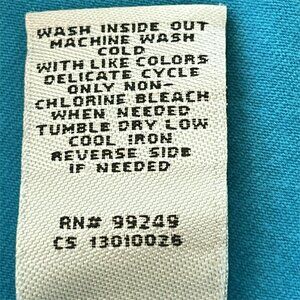 WASH INSIDE OUT
MACHINE WASH
COLD
WITH LIKE COLORS
DELICATE CYCLE
ONLY NON-
CHLORINE BLEACH
WHEN NEEDED
TUMBLE DRY LOW
COOL IRON
REVERSE SIDE
IF NEEDED
RN# 99249
CS 13010026